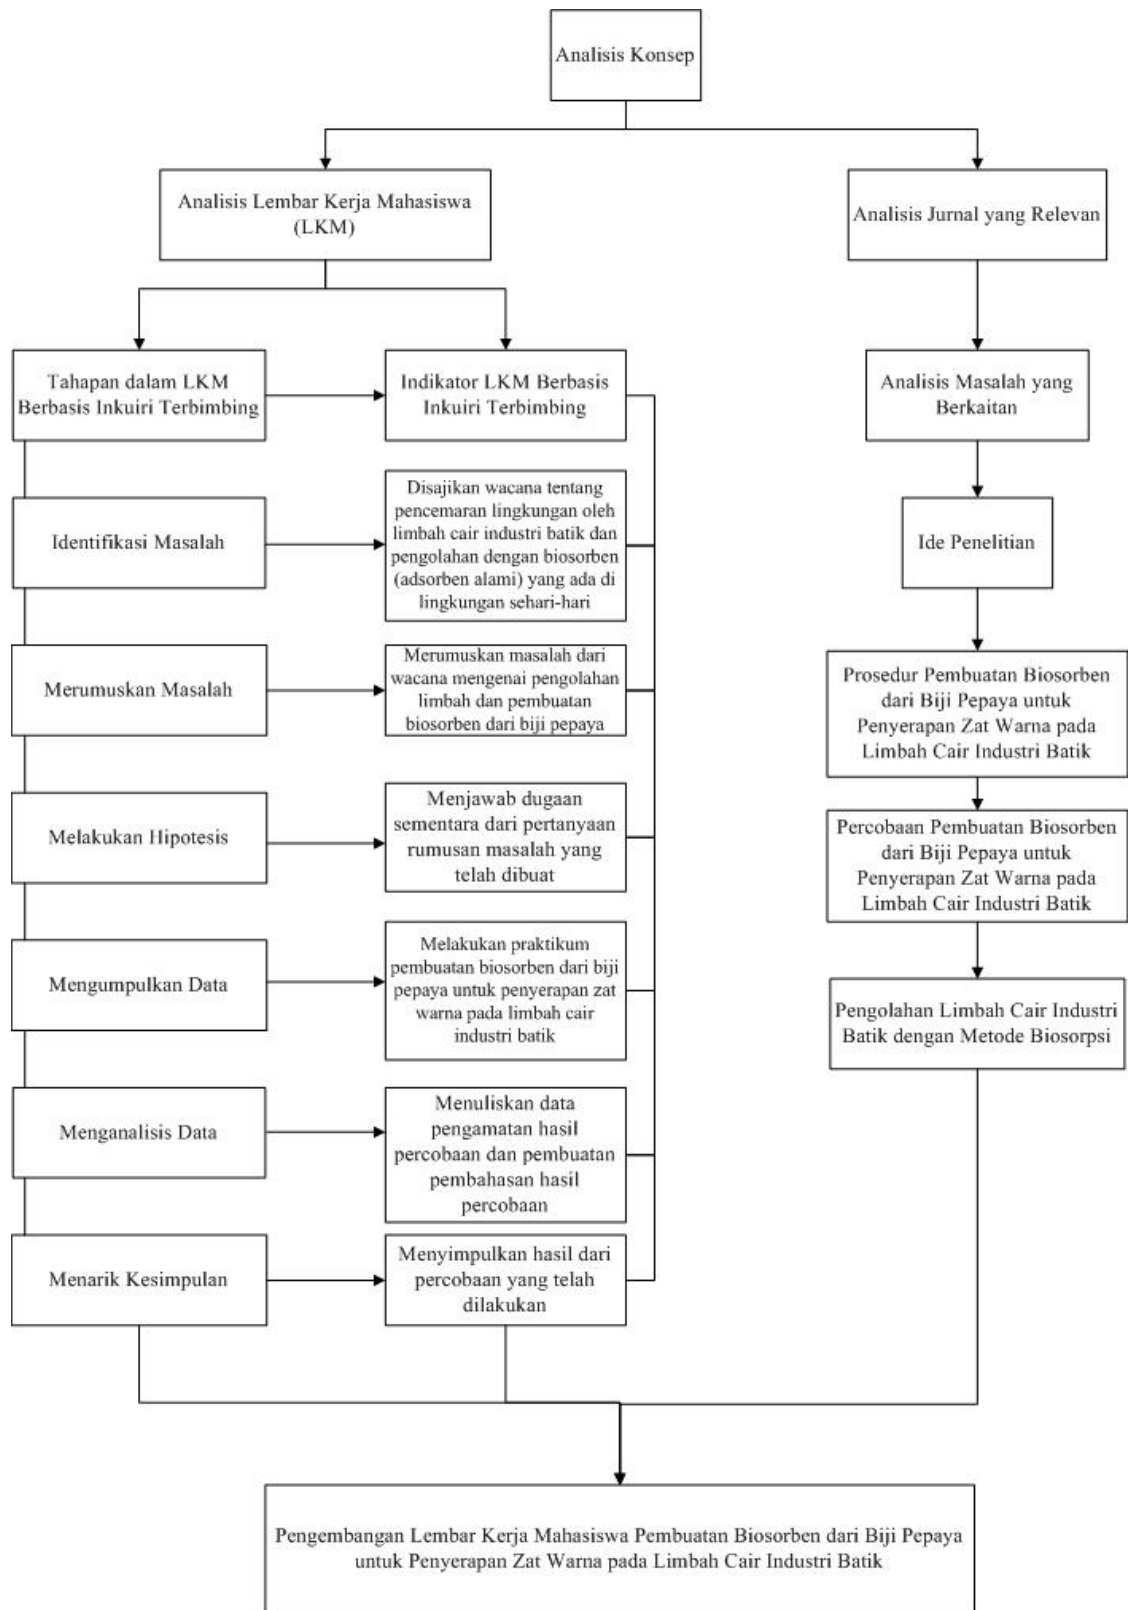 Analisis Konsep
Analisis Lembar Kerja Mahasiswa
(LKM)
Analisis Jurnal yang Relevan
Tahapan dalam LKM
Berbasis Inkuiri Terbimbing
Indikator LKM Berbasis
Inkuiri Terbimbing
Analisis Masalah yang
Berkaitan
Identifikasi Masalah
Disajikan wacana tentang
pencemaran lingkungan oleh
limbah cair industri batik dan
pengolahan dengan biosorben
(adsorben alami) yang ada di
lingkungan sehari-hari
Ide Penelitian
Merumuskan Masalah
Merumuskan masalah dari
wacana mengenai pengolahan
limbah dan pembuatan
biosorben dari biji pepaya
Prosedur Pembuatan Biosorben
dari Biji Pepaya untuk
Penyerapan Zat Warna pada
Limbah Cair Industri Batik
Melakukan Hipotesis
Menjawab dugaan
sementara dari pertanyaan
rumusan masalah yang
telah dibuat
Percobaan Pembuatan Biosorben
dari Biji Pepaya untuk
Penyerapan Zat Warna pada
Limbah Cair Industri Batik
Mengumpulkan Data
Melakukan praktikum
pembuatan biosorben dari biji
pepaya untuk penyerapan zat
warna pada limbah cair
industri batik
Pengolahan Limbah Cair Industri
Batik dengan Metode Biosorpsi
Menganalisis Data
Menuliskan data
pengamatan hasil
percobaan dan pembuatan
pembahasan hasil
percobaan
Menarik Kesimpulan
Menyimpulkan hasil dari
percobaan yang telah
dilakukan
Pengembangan Lembar Kerja Mahasiswa Pembuatan Biosorben dari Biji Pepaya
untuk Penyerapan Zat Warna pada Limbah Cair Industri Batik